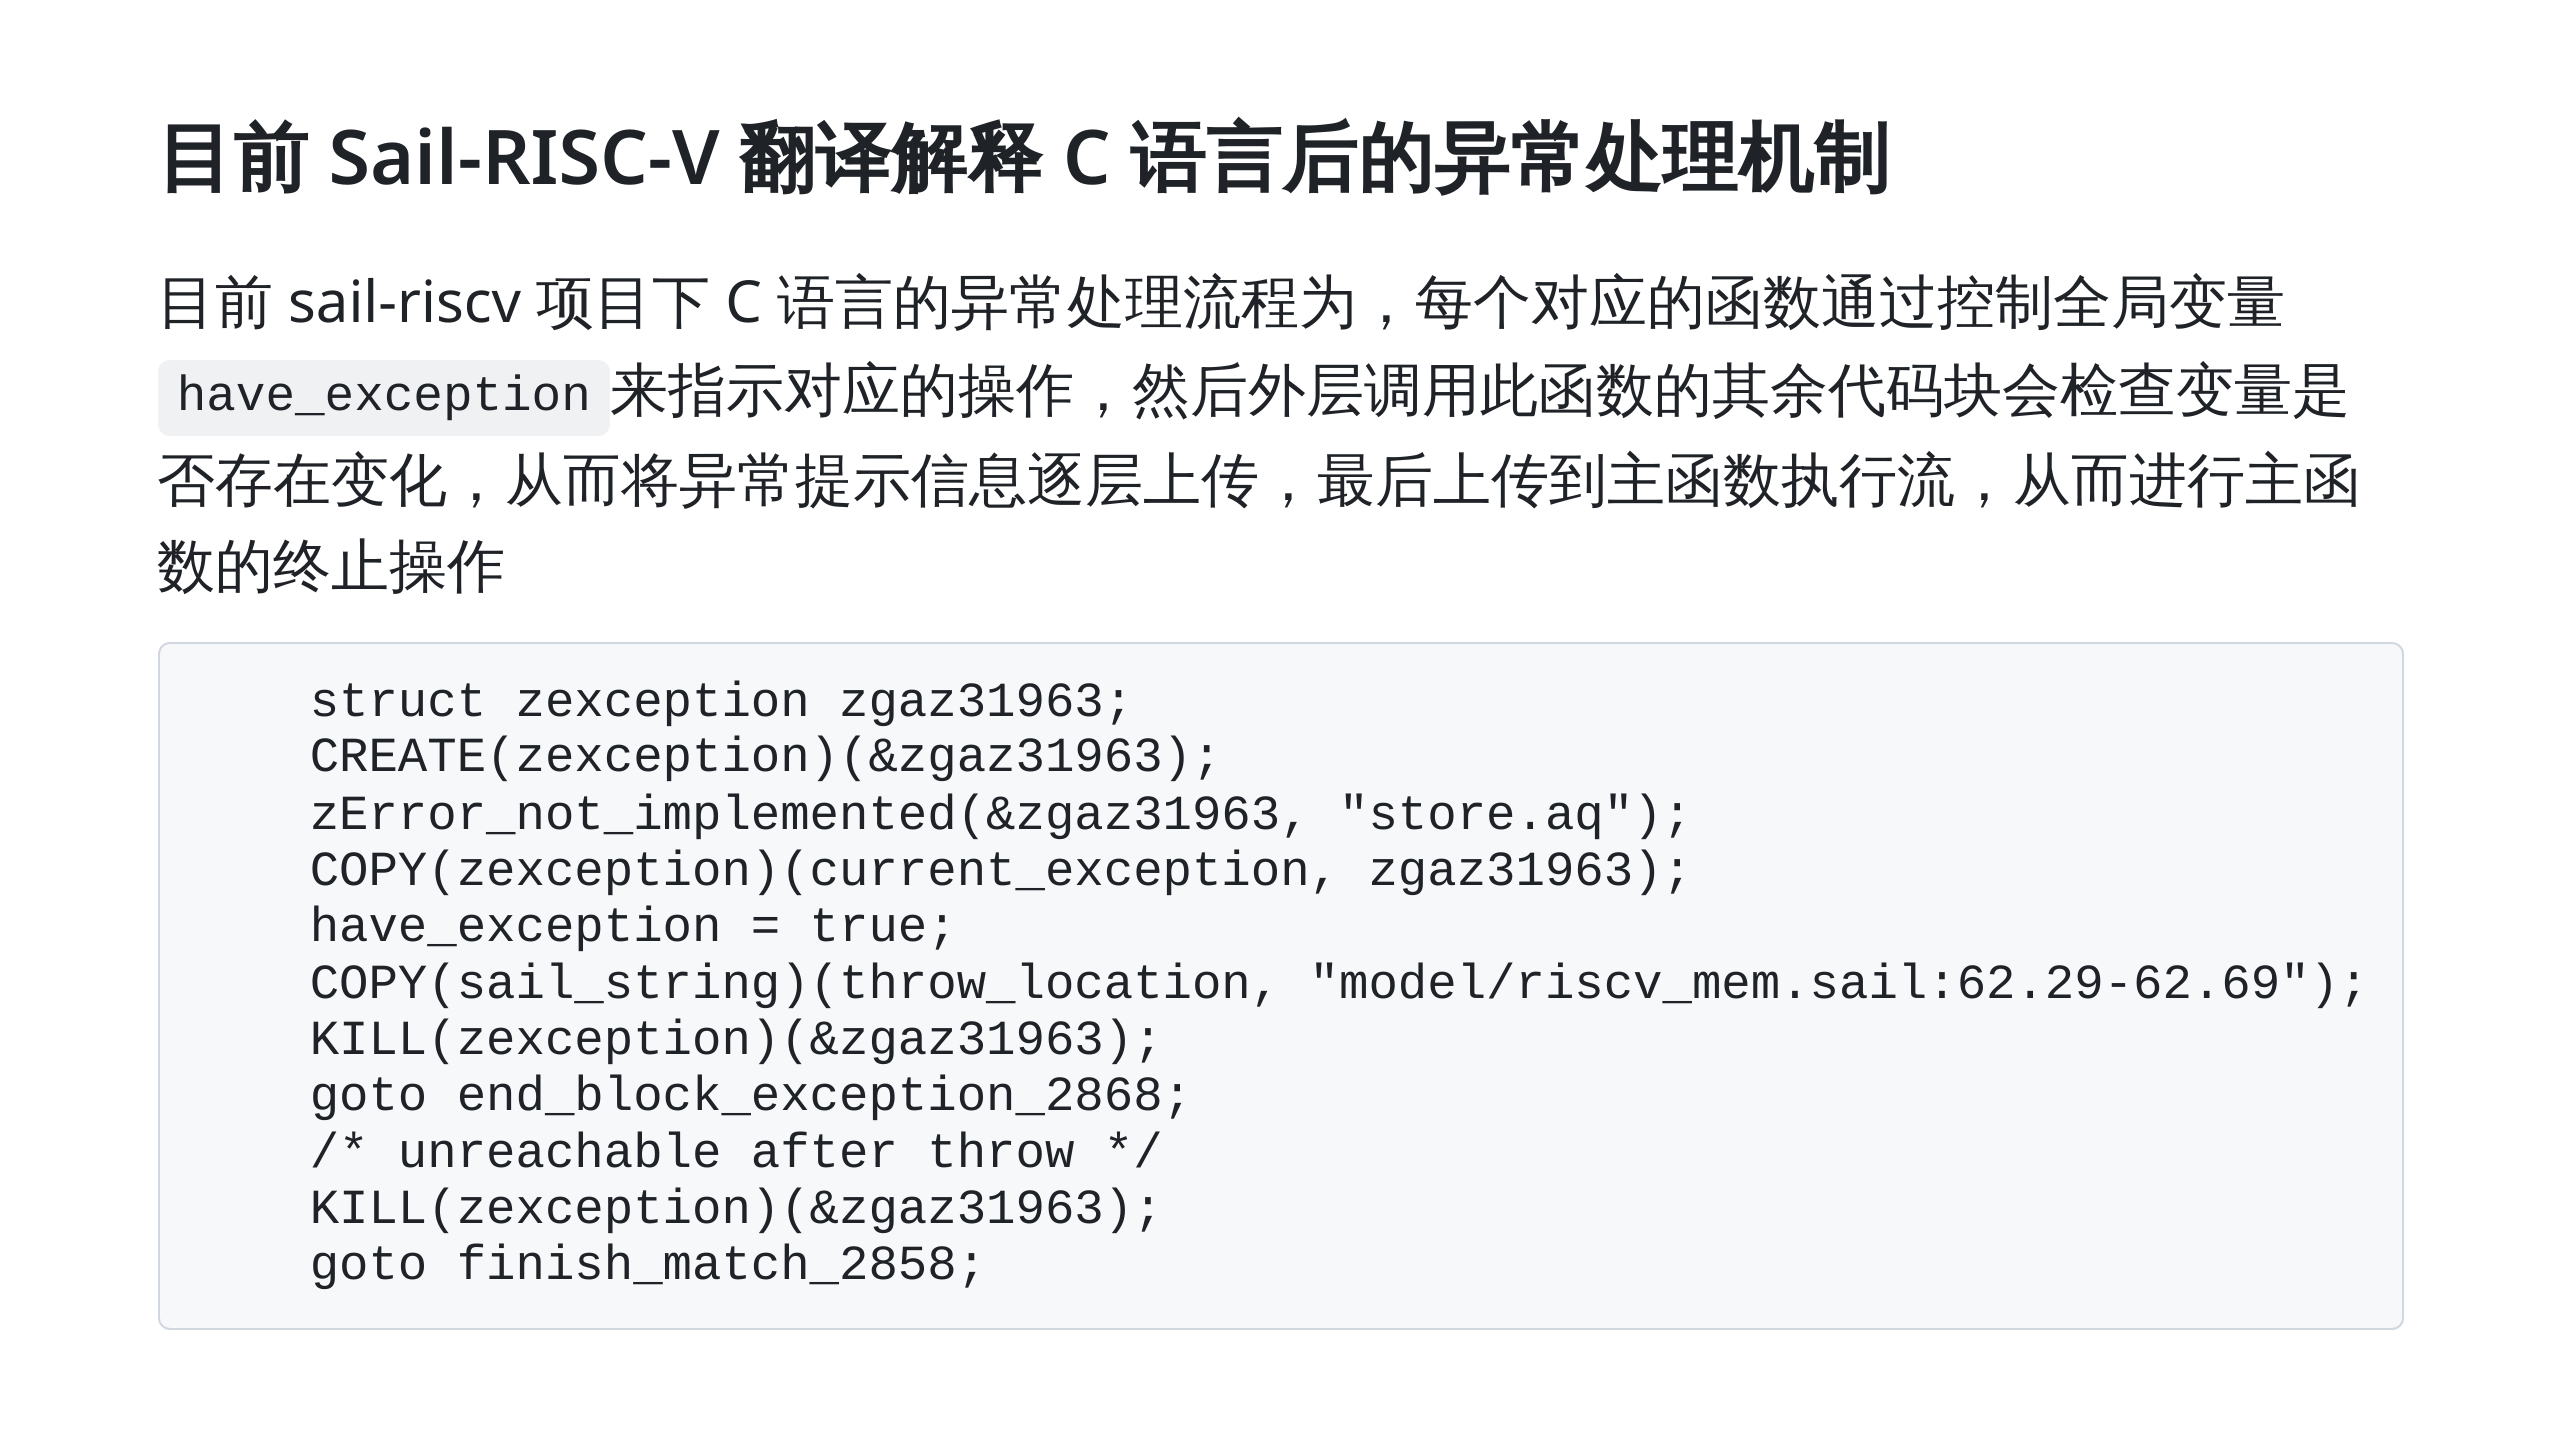 目前 Sail-RISC-V 翻译解释 C 语言后的异常处理机制
目前 sail-riscv 项目下 C 语言的异常处理流程为，每个对应的函数通过控制全局变量
have_exception来指示对应的操作，然后外层调用此函数的其余代码块会检查变量是
否存在变化，从而将异常提示信息逐层上传，最后上传到主函数执行流，从而进行主函
数的终止操作
struct zexception zgaz31963;
CREATE(zexception)(&zgaz31963);
zError_not_implemented(&zgaz31963, "store.aq");
COPY(zexception)(current_exception, zgaz31963);
have_exception = true;
COPY(sail_string)(throw_location, "model/riscv_mem.sail:62.29-62.69");
KILL(zexception)(&zgaz31963);
goto end_block_exception_2868;
/* unreachable after throw */
KILL(zexception)(&zgaz31963);
goto finish_match_2858;